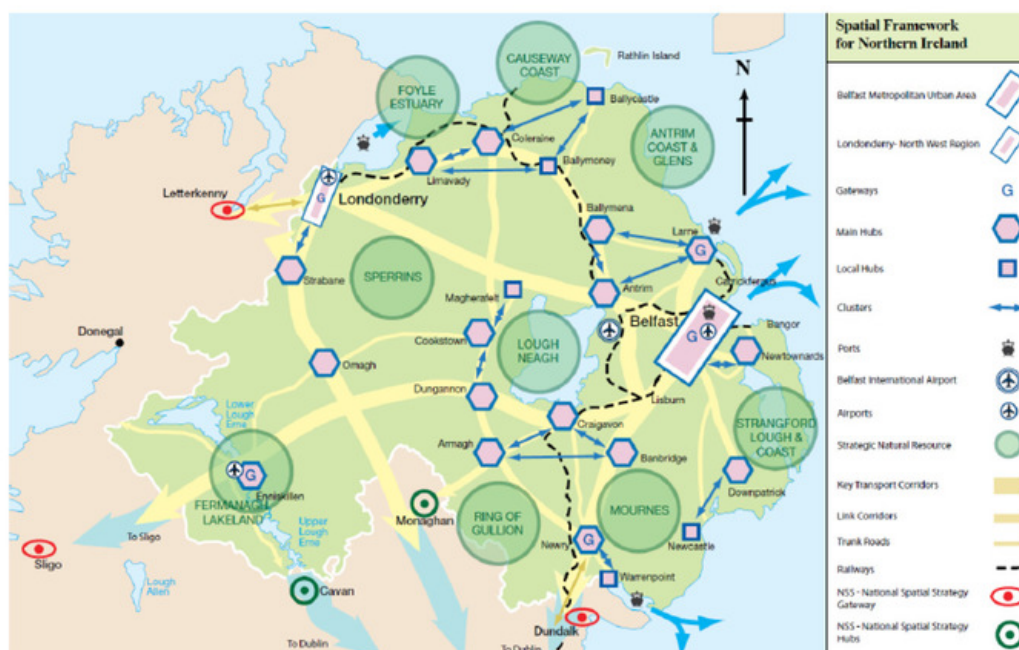 CAUSEWAY
COAST
Rathlin Island
N
FOYLE
ESTUARY
Ballycastle
Coleraine
ANTRIM
COAST &
GLENS
Limavady
Ballymoney
Letterkenny
G
Londonderry
Ballymena
Larne
G
Strabane
SPERRINS
Antrim
Carrickfergus
Magherafelt
Belfast
G
Bangor
Donegal
Cookstown
LOUGH
NEAGH
Newtownards
Omagh
Dungannon
Lisburn
Lower
Lough
Erne
Craigavon
STRANGFORD
LOUGH &
COAST
Armagh
Banbridge
G
Enniskillen
FERMANAGH
LAKELAND
Downpatrick
Monaghan
RING OF
GULLION
MOURNES
To Sligo
Upper
Lough
Erne
Newry
G
Newcastle
Sligo
Warrenpoint
Lough
Allen
Cavan
Dundalk
To Dublin
To Dublin
Spatial Framework
for Northern Ireland
Belfast Metropolitan Urban Area
Londonderry- North West Region
Gateways
G
Main Hubs
Local Hubs
Clusters
Ports
Belfast International Airport
Airports
Strategic Natural Resource
Key Transport Corridors
Link Corridors
Trunk Roads
Railways
NSS - National Spatial Strategy
Gateway
NSS - National Spatial Strategy
Hubs